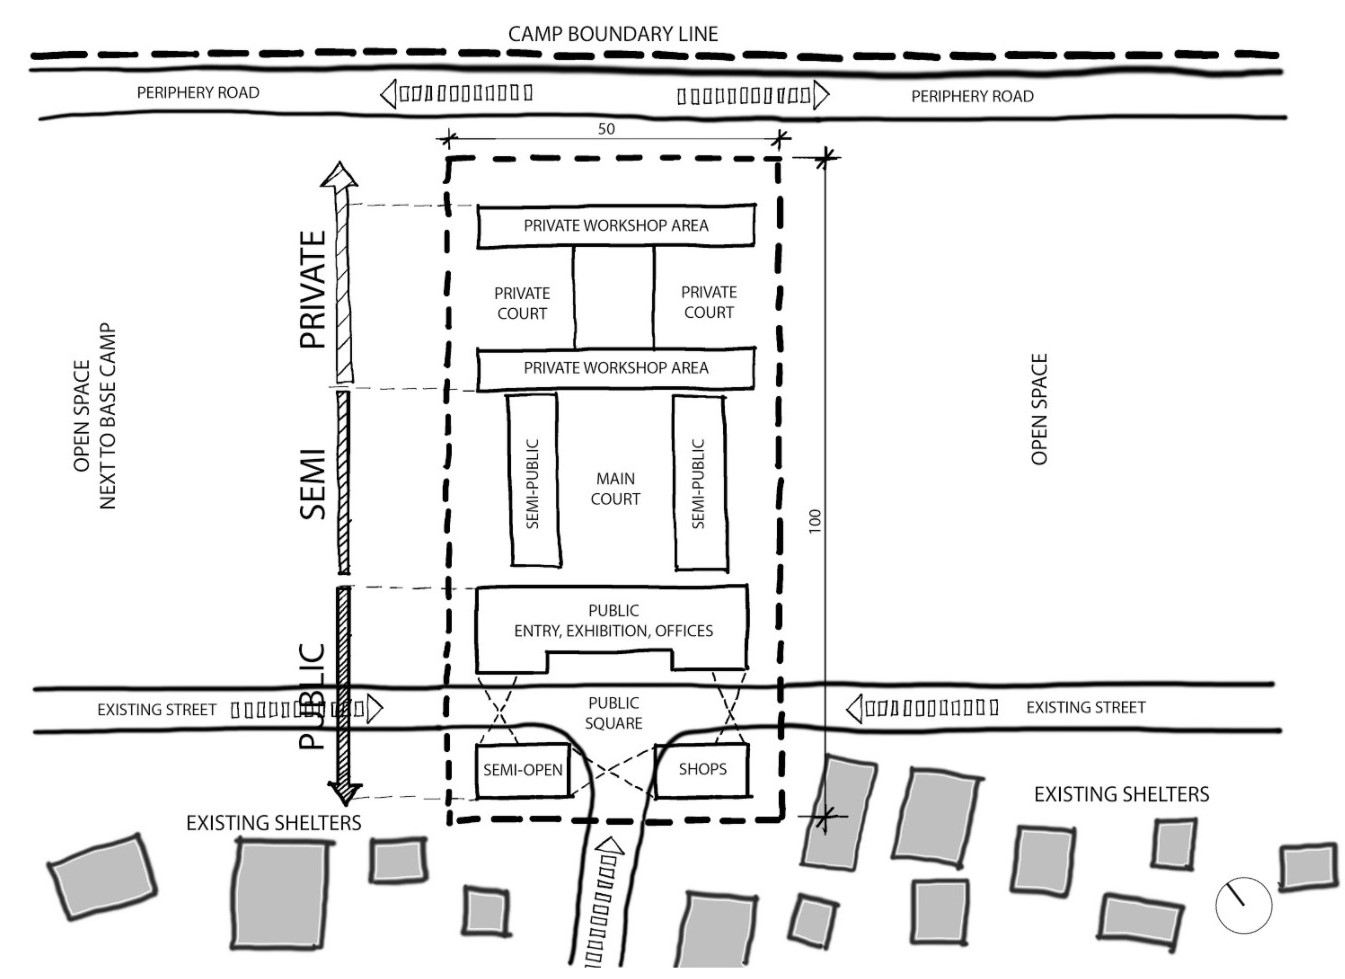 CAMP BOUNDARY LINE
PERIPHERY ROAD
PERIPHERY ROAD
50
PRIVATE
SEMI
PUBLIC
OPEN SPACE
NEXT TO BASE CAMP
PRIVATE WORKSHOP AREA
PRIVATE
COURT
PRIVATE
COURT
PRIVATE WORKSHOP AREA
SEMI-PUBLIC
MAIN
COURT
SEMI-PUBLIC
100
OPEN SPACE
PUBLIC
ENTRY, EXHIBITION, OFFICES
EXISTING STREET
PUBLIC
SQUARE
EXISTING STREET
SEMI-OPEN
SHOPS
EXISTING SHELTERS
EXISTING SHELTERS